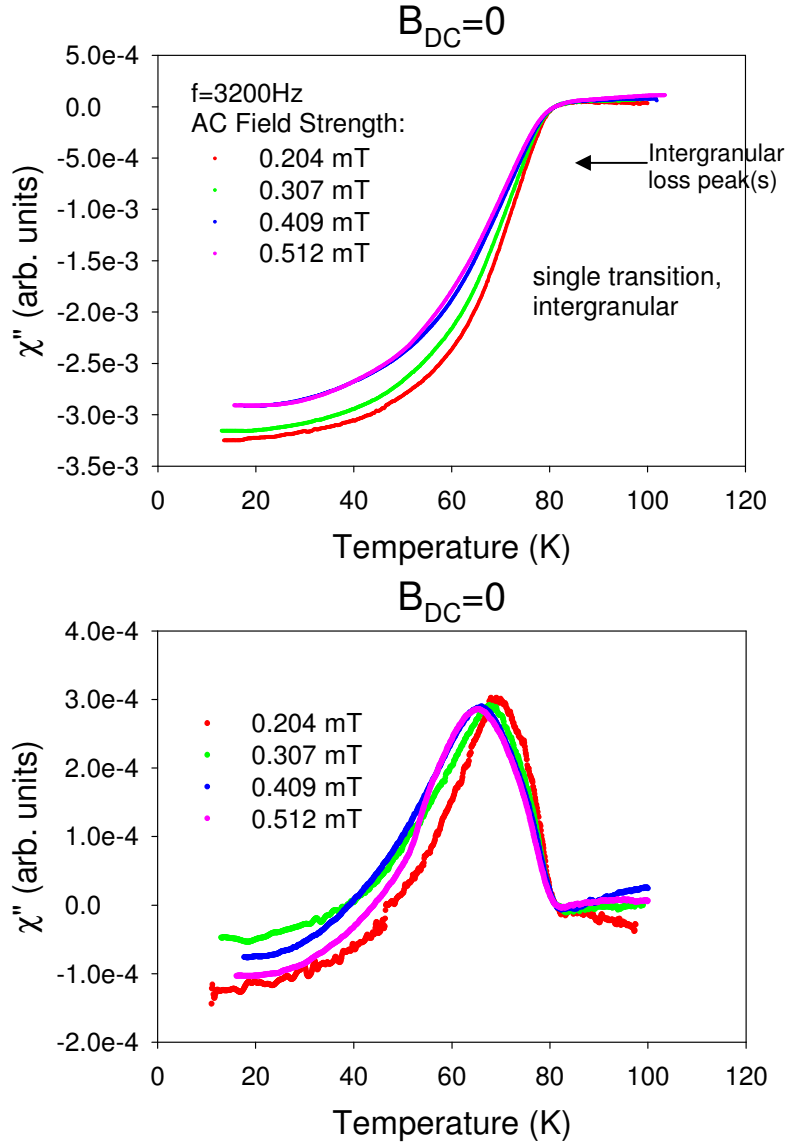 B_DC=0
5.0e-4
0.0
-5.0e-4
-1.0e-3
-1.5e-3
-2.0e-3
-2.5e-3
-3.0e-3
-3.5e-3
χ" (arb. units)
f=3200Hz
AC Field Strength:
0.204 mT
0.307 mT
0.409 mT
0.512 mT
Intergranular
loss peak(s)
single transition,
intergranular
0 20 40 60 80 100 120
Temperature (K)
B_DC=0
4.0e-4
3.0e-4
2.0e-4
1.0e-4
0.0
-1.0e-4
-2.0e-4
χ" (arb. units)
0.204 mT
0.307 mT
0.409 mT
0.512 mT
0 20 40 60 80 100 120
Temperature (K)